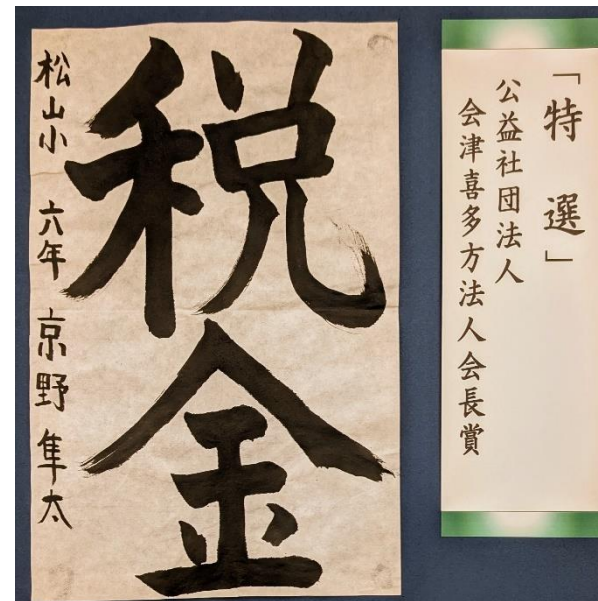 「特選」
公益社団法人
会津喜多方法人会長賞
税金
松山小 六年 京野 隼太